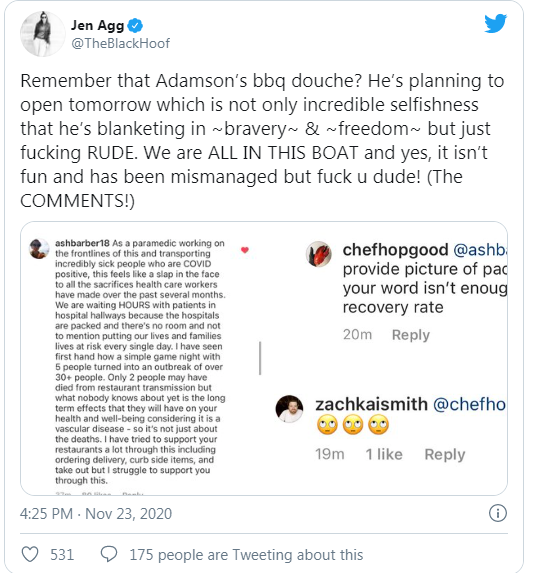 Jen Agg
@TheBlackHoof
Remember that Adamson's bbq douche? He's planning to
open tomorrow which is not only incredible selfishness
that he's blanketing in ~bravery~ & ~freedom~ but just
fucking RUDE. We are ALL IN THIS BOAT and yes, it isn't
fun and has been mismanaged but fuck u dude! (The
COMMENTS!)
ashbarber18 As a paramedic working on
the frontlines of this and transporting
incredibly sick people who are COVID
positive, this feels like a slap in the face
to all the sacrifices health care workers
have made over the past several months.
We are waiting HOURS with patients in
hospital hallways because the hospitals
are packed and there's no room and not
to mention putting our lives and families
lives at risk every single day. I have seen
first hand how a simple game night with
5 people turned into an outbreak of over
30+ people. Only 2 people may have
died from restaurant transmission but
what nobody knows about yet is the long
term effects that they will have on your
health and well-being considering it is a
vascular disease - so it's not just about
the deaths. I have tried to support your
restaurants a lot through this including
ordering delivery, curb side items, and
take out but I struggle to support you
through this.
chefhopgood @ashb
provide picture of pac
your word isn't enoug
recovery rate
20m Reply
zachkaismith @chefho
🙄🙄🙄
19m 1 like Reply
4:25 PM · Nov 23, 2020
531 175 people are Tweeting about this